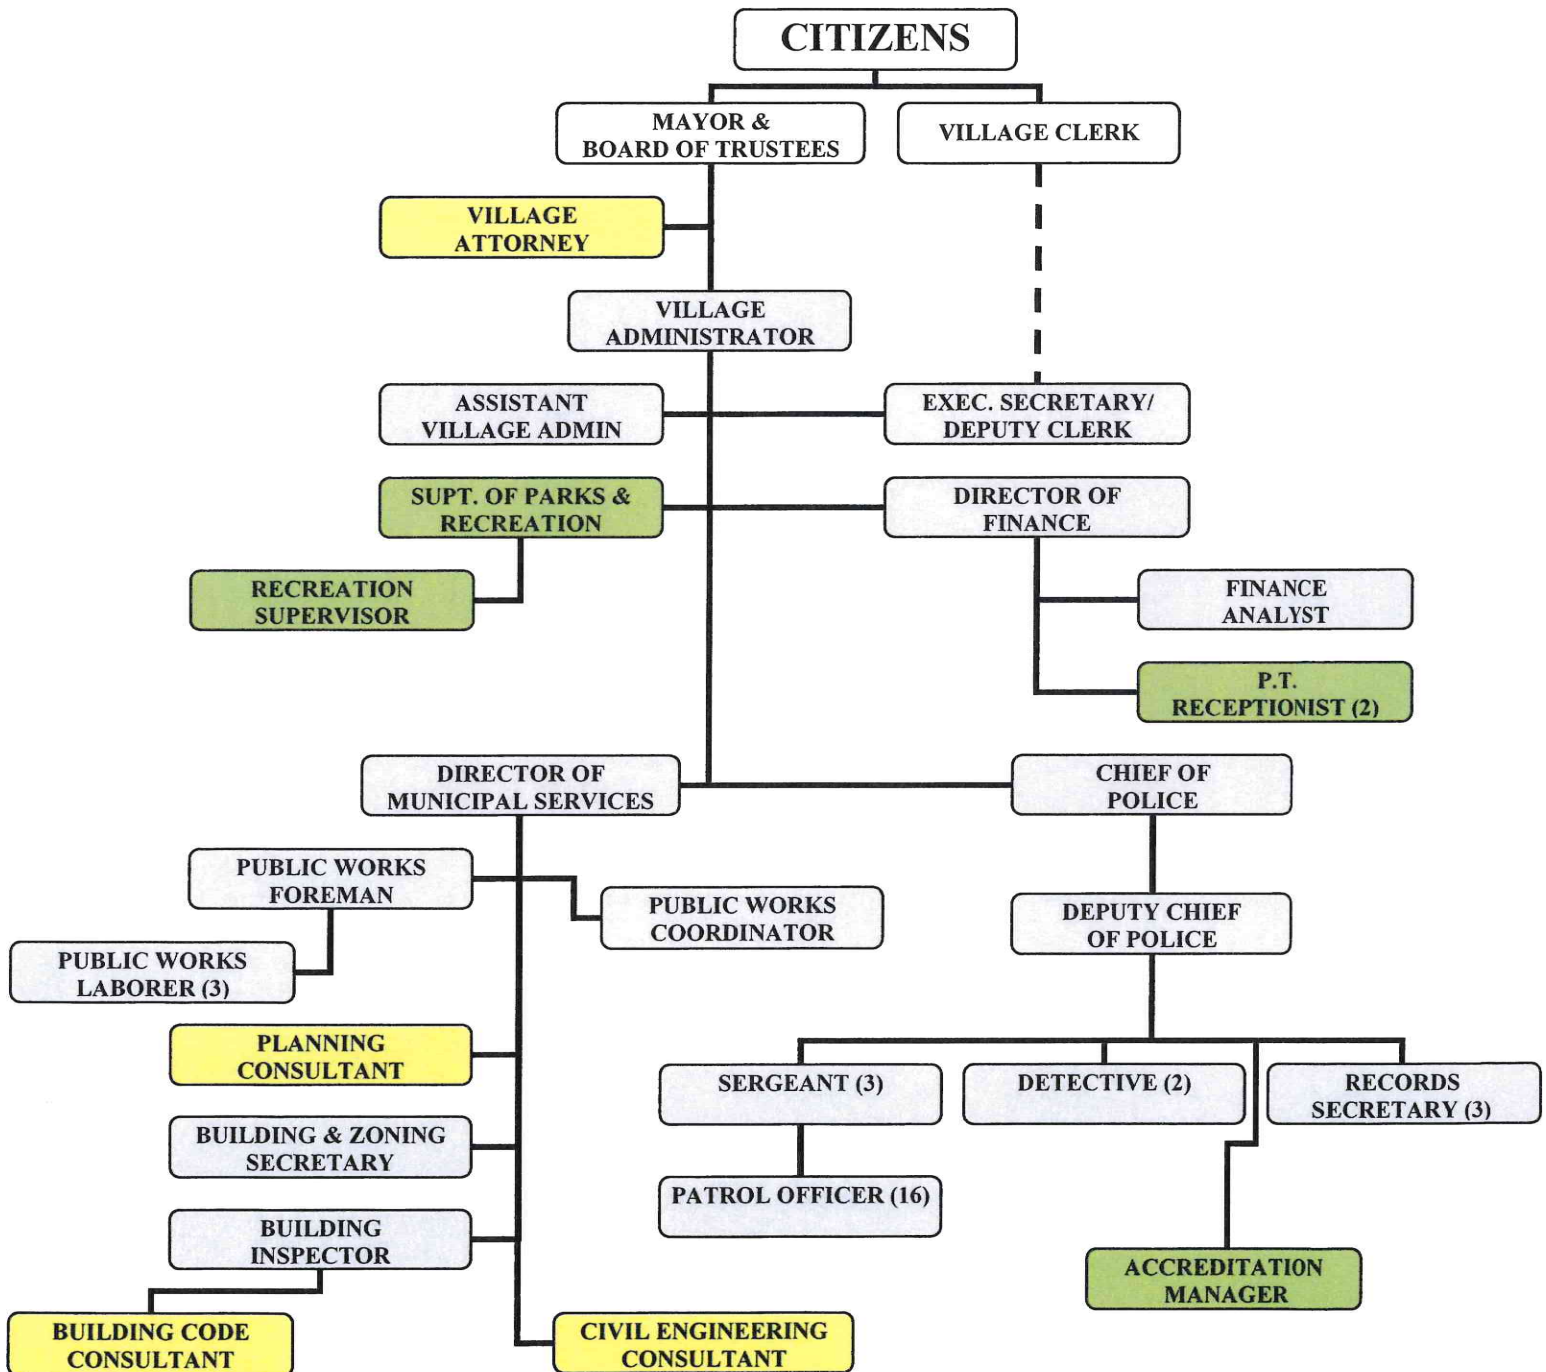 CITIZENS
MAYOR &
BOARD OF TRUSTEES
VILLAGE CLERK
VILLAGE
ATTORNEY
VILLAGE
ADMINISTRATOR
ASSISTANT
VILLAGE ADMIN
EXEC. SECRETARY/
DEPUTY CLERK
SUPT. OF PARKS &
RECREATION
DIRECTOR OF
FINANCE
RECREATION
SUPERVISOR
FINANCE
ANALYST
P.T.
RECEPTIONIST (2)
DIRECTOR OF
MUNICIPAL SERVICES
CHIEF OF
POLICE
PUBLIC WORKS
FOREMAN
PUBLIC WORKS
COORDINATOR
DEPUTY CHIEF
OF POLICE
PUBLIC WORKS
LABORER (3)
PLANNING
CONSULTANT
SERGEANT (3)
DETECTIVE (2)
RECORDS
SECRETARY (3)
BUILDING & ZONING
SECRETARY
PATROL OFFICER (16)
BUILDING
INSPECTOR
ACCREDITATION
MANAGER
BUILDING CODE
CONSULTANT
CIVIL ENGINEERING
CONSULTANT